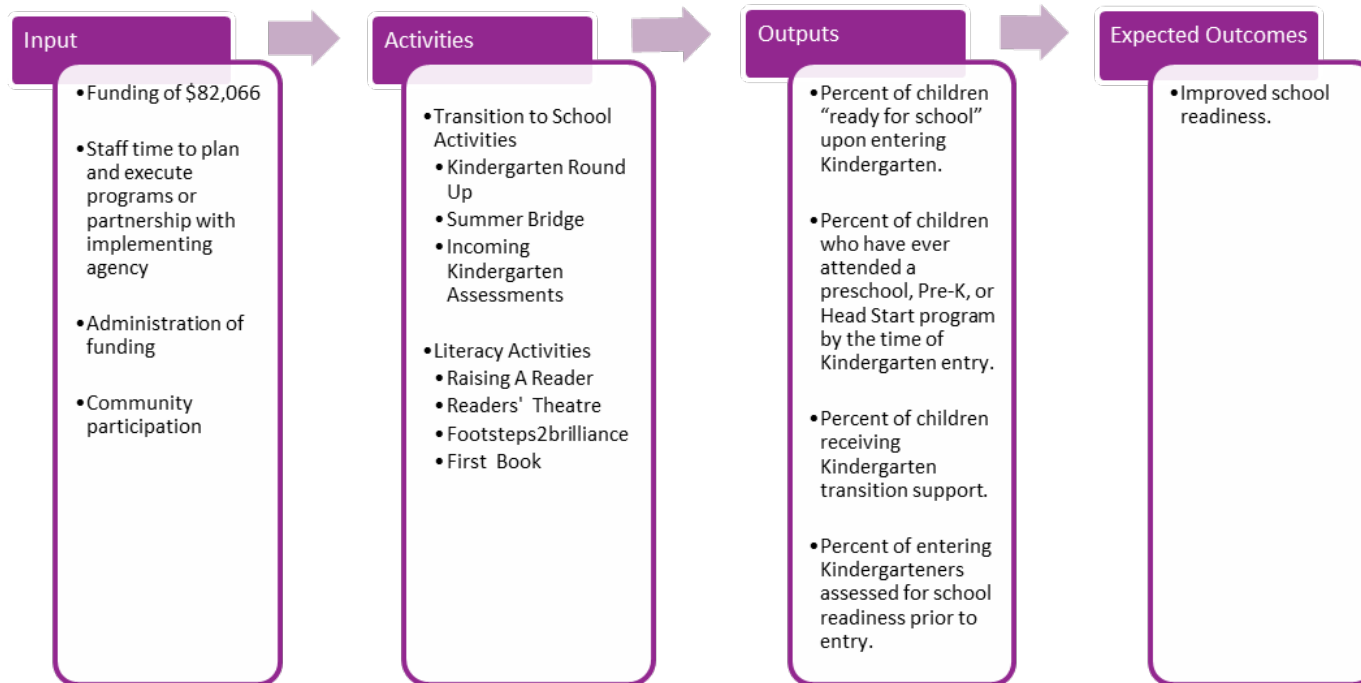 Input
•Funding of $82,066
•Staff time to plan
and execute
programs or
partnership with
implementing
agency
•Administration of
funding
•Community
participation
Activities
•Transition to School
Activities
•Kindergarten Round
Up
•Summer Bridge
•Incoming
Kindergarten
Assessments
•Literacy Activities
•Raising A Reader
•Readers' Theatre
•Footsteps2brilliance
•First Book
Outputs
•Percent of children
“ready for school”
upon entering
Kindergarten.
•Percent of children
who have ever
attended a
preschool, Pre-K, or
Head Start program
by the time of
Kindergarten entry.
•Percent of children
receiving
Kindergarten
transition support.
•Percent of entering
Kindergarteners
assessed for school
readiness prior to
entry.
Expected Outcomes
•Improved school
readiness.